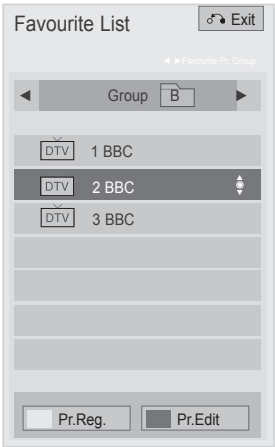 Favourite List
Exit
◄ ►Favourite Pr. Group
◄ Group B ►
DTV 1 BBC
DTV 2 BBC
DTV 3 BBC
Pr.Reg. Pr.Edit